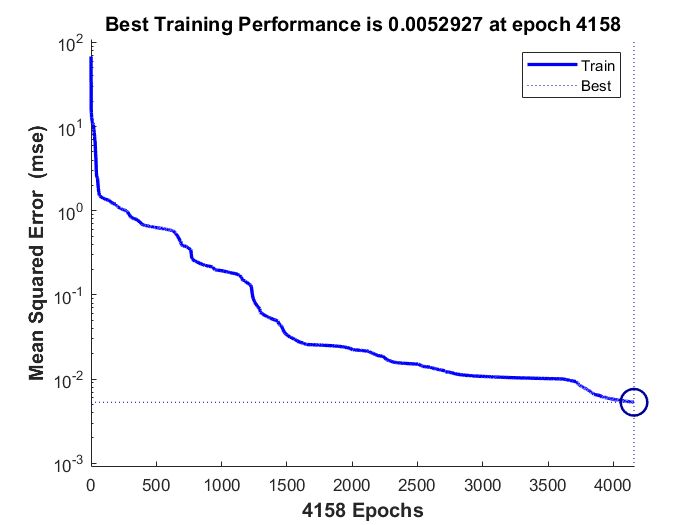 Best Training Performance is 0.0052927 at epoch 4158
Train
Best
Mean Squared Error (mse)
10^2
10^1
10^0
10^-1
10^-2
10^-3
0 500 1000 1500 2000 2500 3000 3500 4000
4158 Epochs